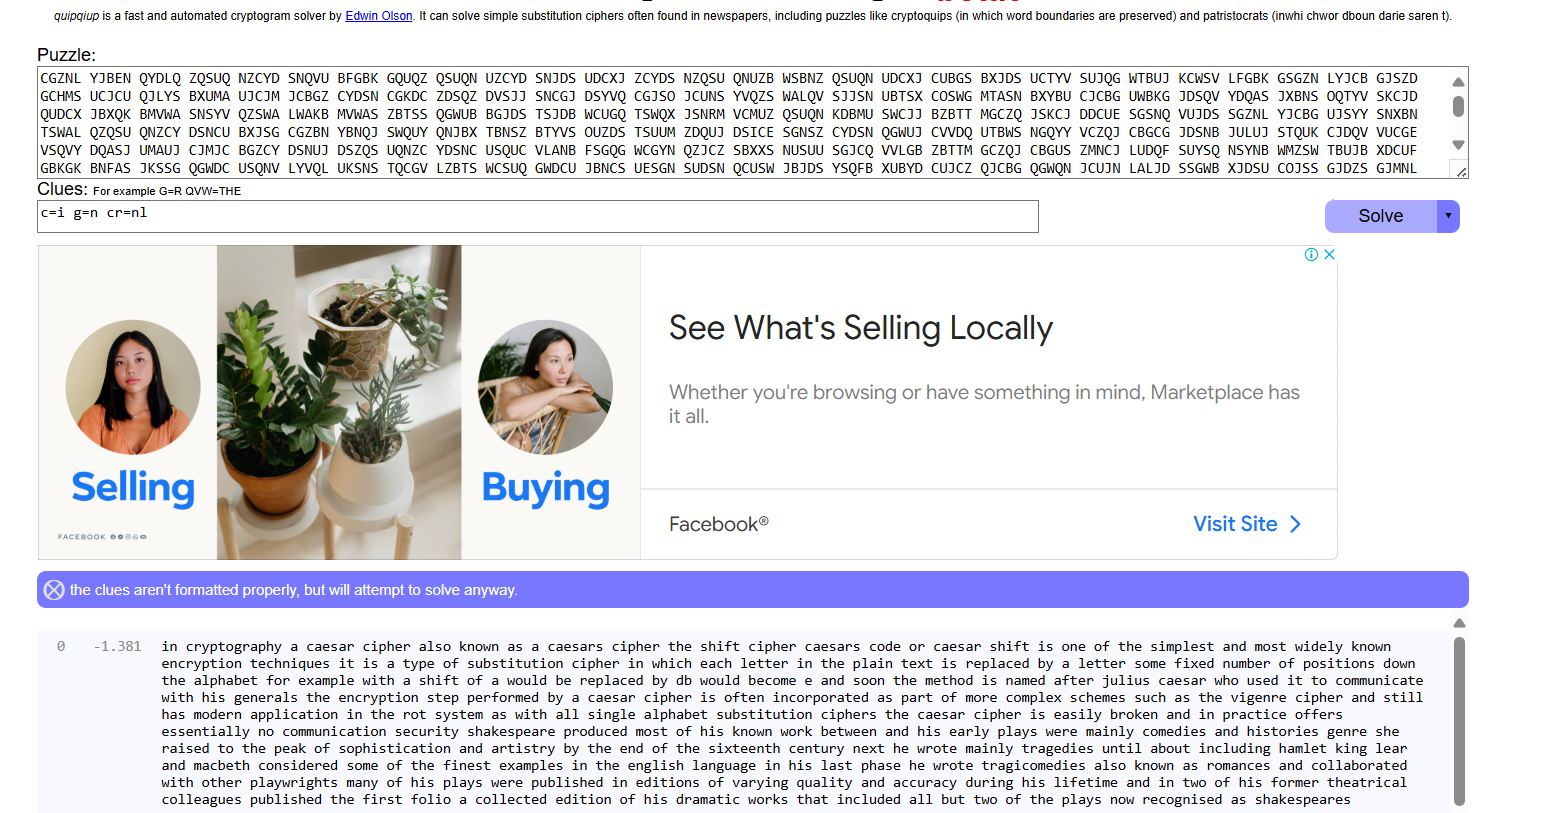 quipqiup is a fast and automated cryptogram solver by Edwin Olson. It can solve simple substitution ciphers often found in newspapers, including puzzles like cryptoquips (in which word boundaries are preserved) and patristocrats (inwhi chwor dboun darie saren t).
Puzzle:
CGZNL YJBEN QYDLQ ZQSUQ NZCYD SNQVU BFGBK GQUQZ QSUQN UZCYD SNJDS UDCXJ ZCYDS NZQSU QNUZB WSBNZ QSUQN UDCXJ CUBGS BXJDS UCTYV SUJQG WTBUJ KCWSV LFGBK GSGZN LYJCB GJSZD
GCHMS UCJCU QJLYS BXUMA UJCJM JCBGZ CYDSN CGKDC ZDSQZ DVSJJ SNCGJ DSYVQ CGJSO JCUNS YVQZS WALQV SJJSN UBTSX COSWG MTASN BXYBU CJCBG UWBKG JDSQV YDQAS JXBNS OQTYV SKCJD
QUDCX JBXQK BMVWA SNSYV QZSWA LWAKB MVWAS ZBTSS QGWUB BGJDS TSJDB WCUGQ TSWQX JSNRM VCMUZ QSUQN KDBMU SWCJJ BZBTT MGCZQ JSKCJ DDCUE SGSNQ VUJDS SGZNL YJCBG UJSYY SNXBN
TSWAL QZQSU QNZCY DSNCU BXJSG CGZBN YBNQJ SWQUY QNJBX TBNSZ BTYVS OUZDS TSUUM ZDQUJ DSICE SGNSZ CYDSN QGWUJ CVVDQ UTBWS NGQYY VCZQJ CBGCG JDSNB JULUJ STQUK CJDQV VUCGE
VSQVY DQASJ UMAUJ CJMJC BGZCY DSNUJ DSZQS UQNZC YDSNC USQUC VLANB FSGQG WCGYN QZJCZ SBXXS NUSUU SGJCQ VVLGB ZBTTM GCZQJ CBGUS ZMNCJ LUDQF SUYSQ NSYNB WMZSW TBUJB XDCUF
GBKGK BNFAS JKSSG QGWDC USQNV LYVQL UKSNS TQCGV LZBTS WCSUQ GWDCU JBNCS UESGN SUDSN QCUSW JBJDS YSQFB XUBYD CUJCZ QJCBG QGWQN JCUJN LALJD SSGWB XJDSU COJSS GJDZS GJMNL
Clues: For example G=R QVW=THE
c=i g=n cr=nl
Solve
See What's Selling Locally
Whether you're browsing or have something in mind, Marketplace has
it all.
Selling
Buying
FACEBOOK
Facebook®
Visit Site
the clues aren't formatted properly, but will attempt to solve anyway.
0 -1.381 in cryptography a caesar cipher also known as a caesars cipher the shift cipher caesars code or caesar shift is one of the simplest and most widely known
encryption techniques it is a type of substitution cipher in which each letter in the plain text is replaced by a letter some fixed number of positions down
the alphabet for example with a shift of a would be replaced by db would become e and soon the method is named after julius caesar who used it to communicate
with his generals the encryption step performed by a caesar cipher is often incorporated as part of more complex schemes such as the vigenre cipher and still
has modern application in the rot system as with all single alphabet substitution ciphers the caesar cipher is easily broken and in practice offers
essentially no communication security shakespeare produced most of his known work between and his early plays were mainly comedies and histories genre she
raised to the peak of sophistication and artistry by the end of the sixteenth century next he wrote mainly tragedies until about including hamlet king lear
and macbeth considered some of the finest examples in the english language in his last phase he wrote tragicomedies also known as romances and collaborated
with other playwrights many of his plays were published in editions of varying quality and accuracy during his lifetime and in two of his former theatrical
colleagues published the first folio a collected edition of his dramatic works that included all but two of the plays now recognised as shakespeares